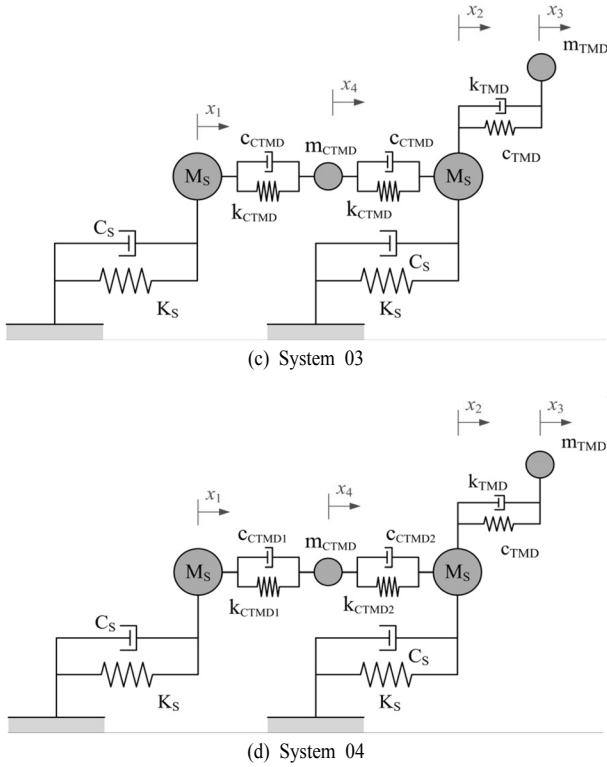 x2 x3
mTMD
kTMD
x1 x4
cCTMD cCTMD
mCTMD
cTMD
MS MS
kCTMD kCTMD
CS
CS
KS KS
(c) System 03
x2 x3
mTMD
kTMD
x1 x4
cCTMD1 mCTMD cCTMD2
cTMD
MS MS
kCTMD1 kCTMD2
CS
CS
KS KS
(d) System 04